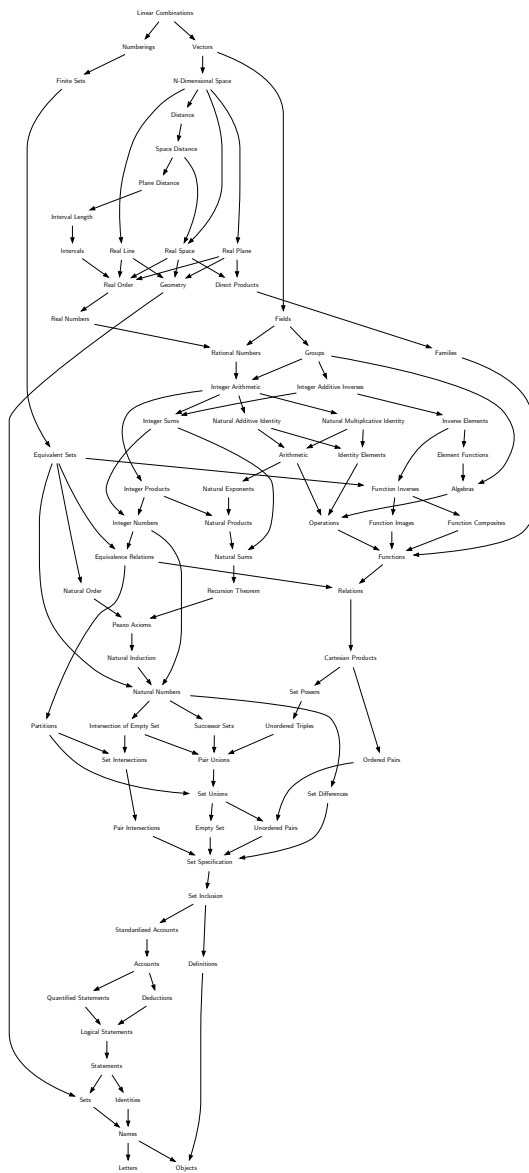 Linear Combinations
Numberings Vectors
Finite Sets N-Dimensional Space
Distance
Space Distance
Plane Distance
Interval Length
Intervals Real Line Real Space Real Plane
Real Order Geometry Direct Products
Real Numbers Fields
Rational Numbers Groups Families
Integer Arithmetic Integer Additive Inverses
Integer Sums Natural Additive Identity Natural Multiplicative Identity Inverse Elements
Equivalent Sets Arithmetic Identity Elements Element Functions
Integer Products Natural Exponents Function Inverses Algebras
Integer Numbers Natural Products Operations Function Images Function Composites
Equivalence Relations Natural Sums Functions
Natural Order Recursion Theorem Relations
Peano Axioms
Natural Induction Cartesian Products
Natural Numbers Set Powers
Partitions Intersection of Empty Set Successor Sets Unordered Triples
Set Intersections Pair Unions Ordered Pairs
Set Unions Set Differences
Pair Intersections Empty Set Unordered Pairs
Set Specification
Set Inclusion
Standardized Accounts
Accounts Definitions
Quantified Statements Deductions
Logical Statements
Statements
Sets Identities
Names
Letters Objects